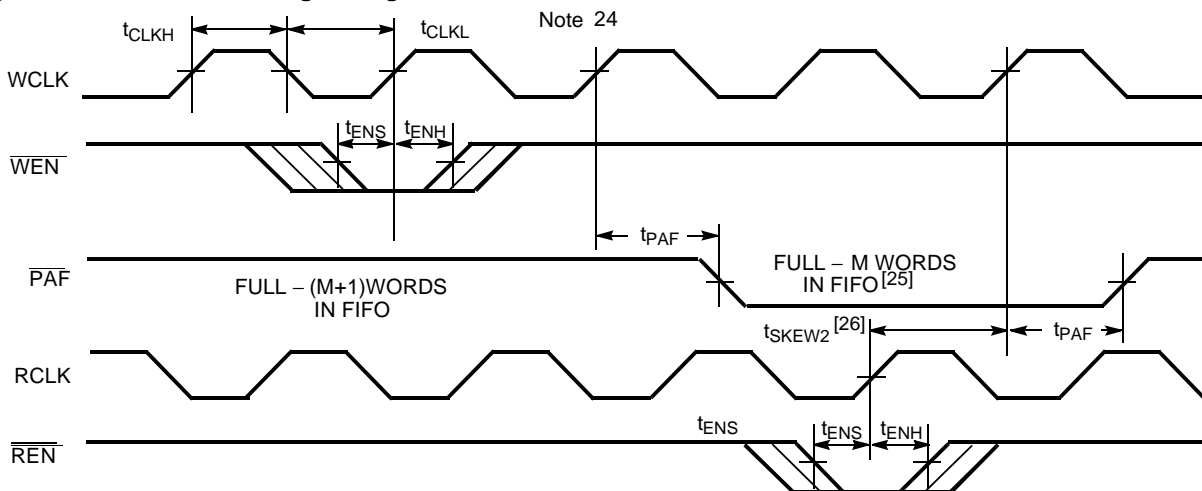 Note 24
tCLKH
tCLKL
WCLK
tENS
tENH
WEN
tPAF
PAF
FULL – (M+1)WORDS
IN FIFO
FULL – M WORDS
IN FIFO[25]
tSKEW2[26]
tPAF
RCLK
tENS
tENS
tENH
REN